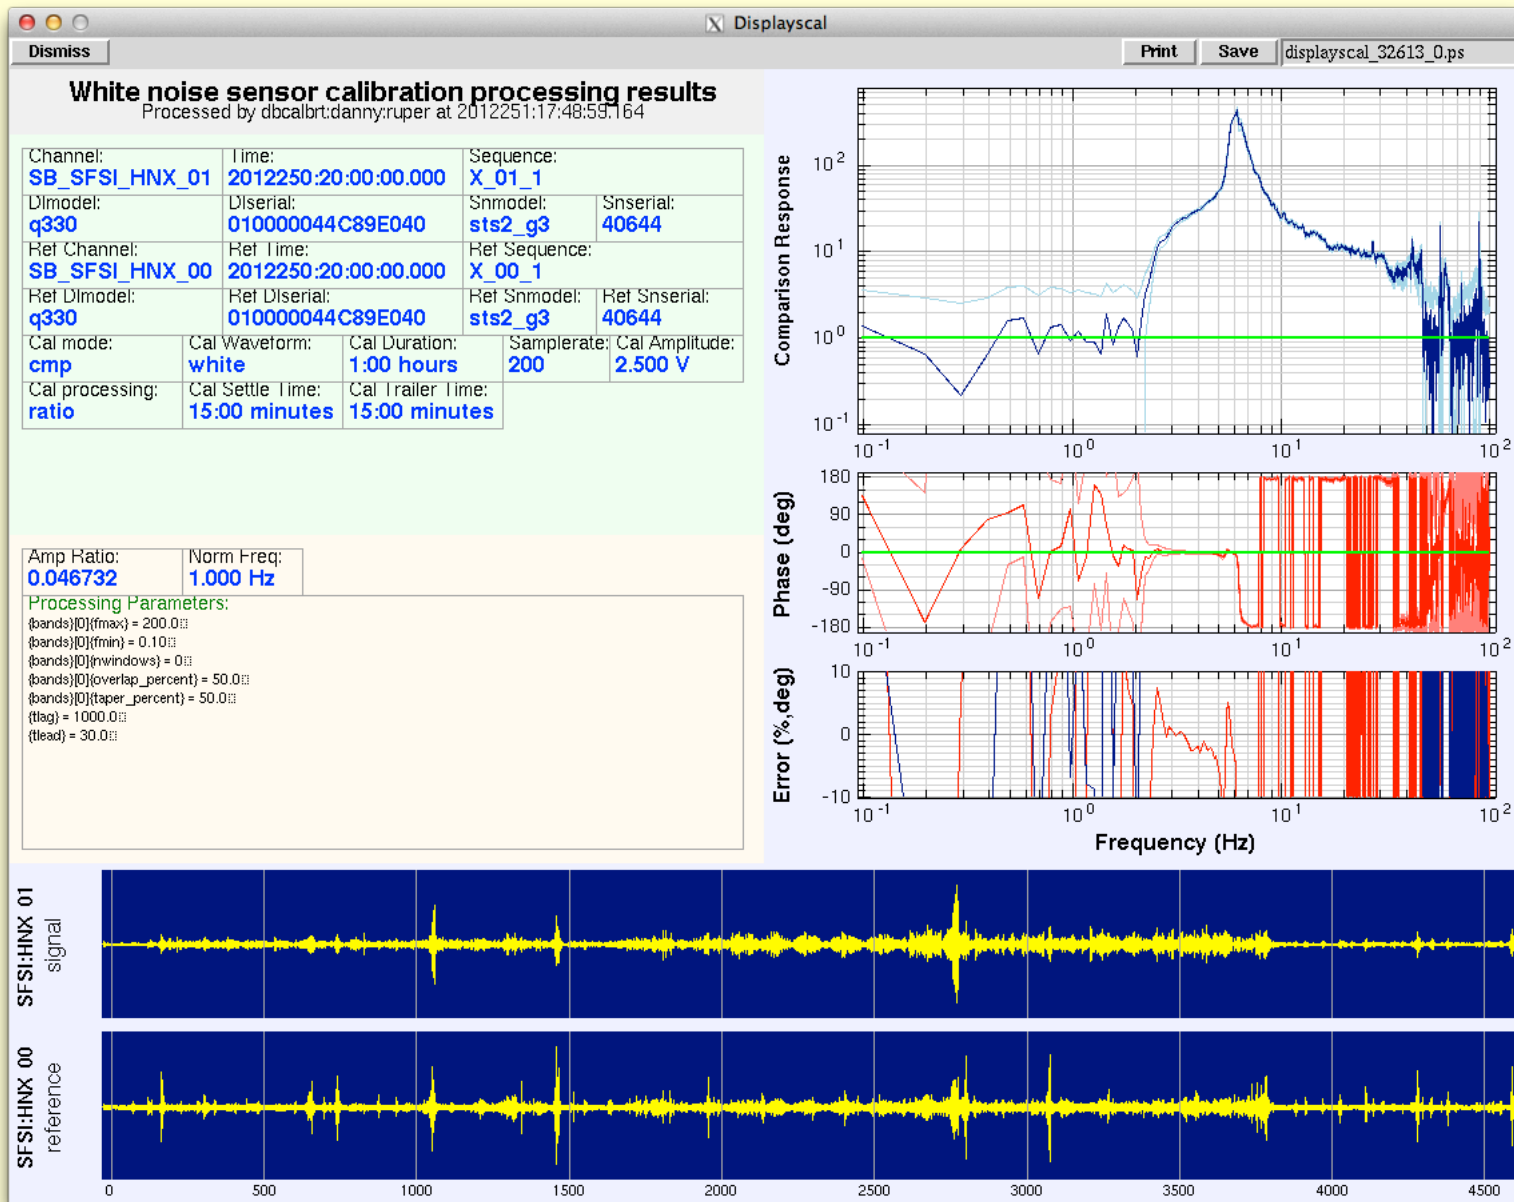 Displayscal
Dismiss
Print Save displayscal_32613_0.ps
White noise sensor calibration processing results
Processed by dbcalbrt:danny:ruper at 2012251:17:48:59.164
Channel: Time: Sequence:
SB_SFSI_HNX_01 2012250:20:00:00.000 X_01_1
Dlmodel: Dlserial: Snmodel: Snserial:
q330 010000044C89E040 sts2_g3 40644
Ref Channel: Ref Time: Ref Sequence:
SB_SFSI_HNX_00 2012250:20:00:00.000 X_00_1
Ref Dlmodel: Ref Dlserial: Ref Snmodel: Ref Snserial:
q330 010000044C89E040 sts2_g3 40644
Cal mode: Cal Waveform: Cal Duration: Samplerate: Cal Amplitude:
cmp white 1:00 hours 200 2.500 V
Cal processing: Cal Settle Time: Cal Trailer Time:
ratio 15:00 minutes 15:00 minutes
Amp Ratio: Norm Freq:
0.046732 1.000 Hz
Processing Parameters:
{bands}[0]{fmax} = 200.0
{bands}[0]{fmin} = 0.10
{bands}[0]{nwindows} = 0
{bands}[0]{overlap_percent} = 50.0
{bands}[0]{taper_percent} = 50.0
{tlag} = 1000.0
{tlead} = 30.0
Comparison Response
10^2
10^1
10^0
10^-1
10^-1 10^0 10^1 10^2
Phase (deg)
180
90
0
-90
-180
10^-1 10^0 10^1 10^2
Error (%,deg)
10
0
-10
10^-1 10^0 10^1 10^2
Frequency (Hz)
SFSI:HNX 01
signal
SFSI:HNX 00
reference
0 500 1000 1500 2000 2500 3000 3500 4000 4500